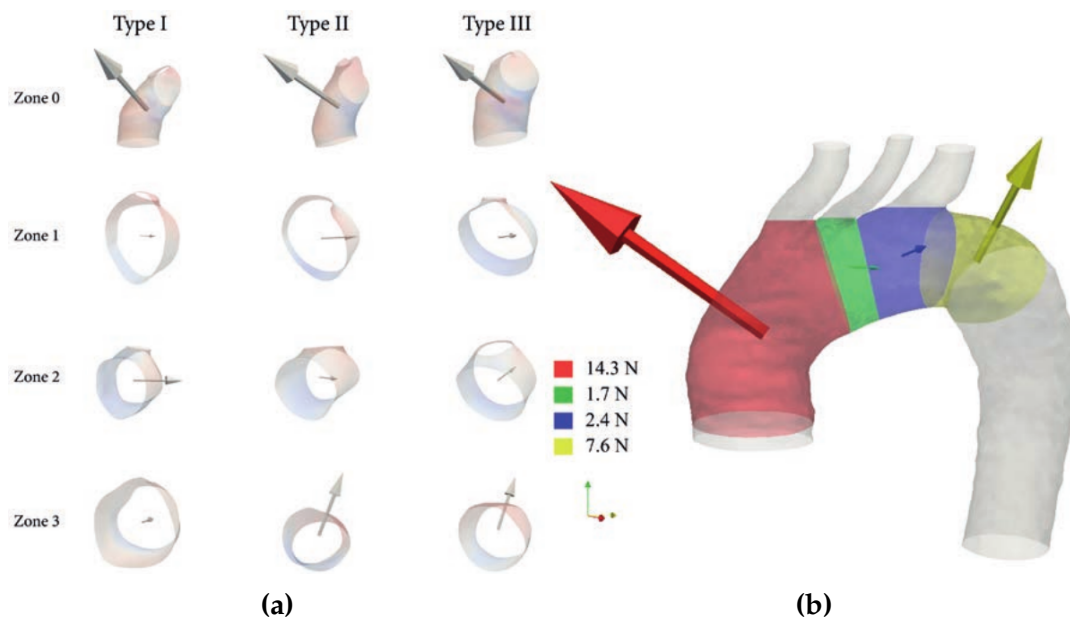 Type I Type II Type III
Zone 0
Zone 1
Zone 2
Zone 3
14.3 N
1.7 N
2.4 N
7.6 N
(a) (b)